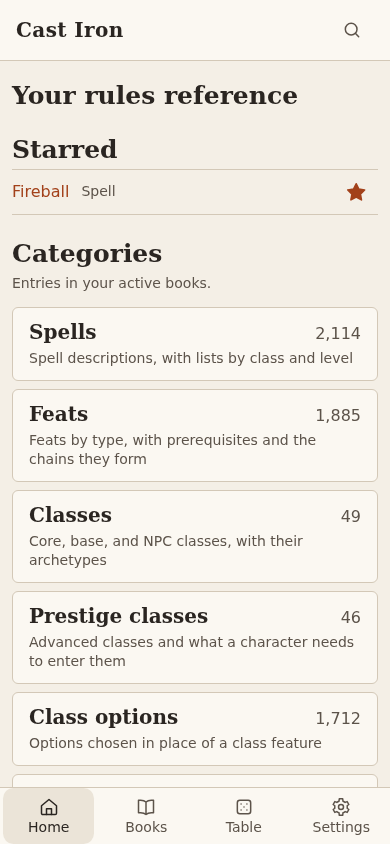 Cast Iron
Your rules reference
Starred
Fireball Spell
Categories
Entries in your active books.
Spells 2,114
Spell descriptions, with lists by class and level
Feats 1,885
Feats by type, with prerequisites and the
chains they form
Classes 49
Core, base, and NPC classes, with their
archetypes
Prestige classes 46
Advanced classes and what a character needs
to enter them
Class options 1,712
Options chosen in place of a class feature
Home Books Table Settings